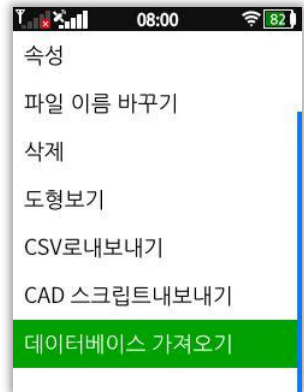 08:00
82
속성
파일 이름 바꾸기
삭제
도형보기
CSV로내보내기
CAD 스크립트내보내기
데이터베이스 가져오기